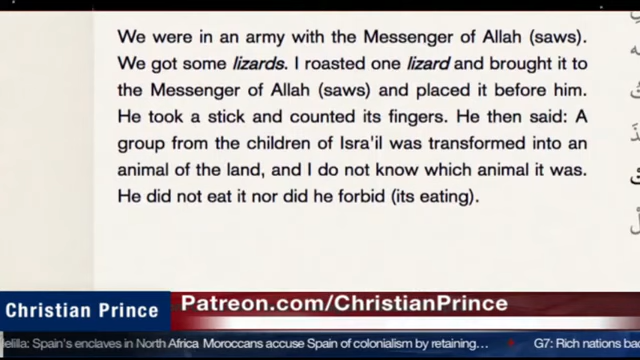 We were in an army with the Messenger of Allah (saws).
We got some lizards. I roasted one lizard and brought it to
the Messenger of Allah (saws) and placed it before him.
He took a stick and counted its fingers. He then said: A
group from the children of Isra'il was transformed into an
animal of the land, and I do not know which animal it was.
He did not eat it nor did he forbid (its eating).
Christian Prince
Patreon.com/ChristianPrince
Spain's enclaves in North Africa Moroccans accuse Spain of colonialism by retaining… G7: Rich nations